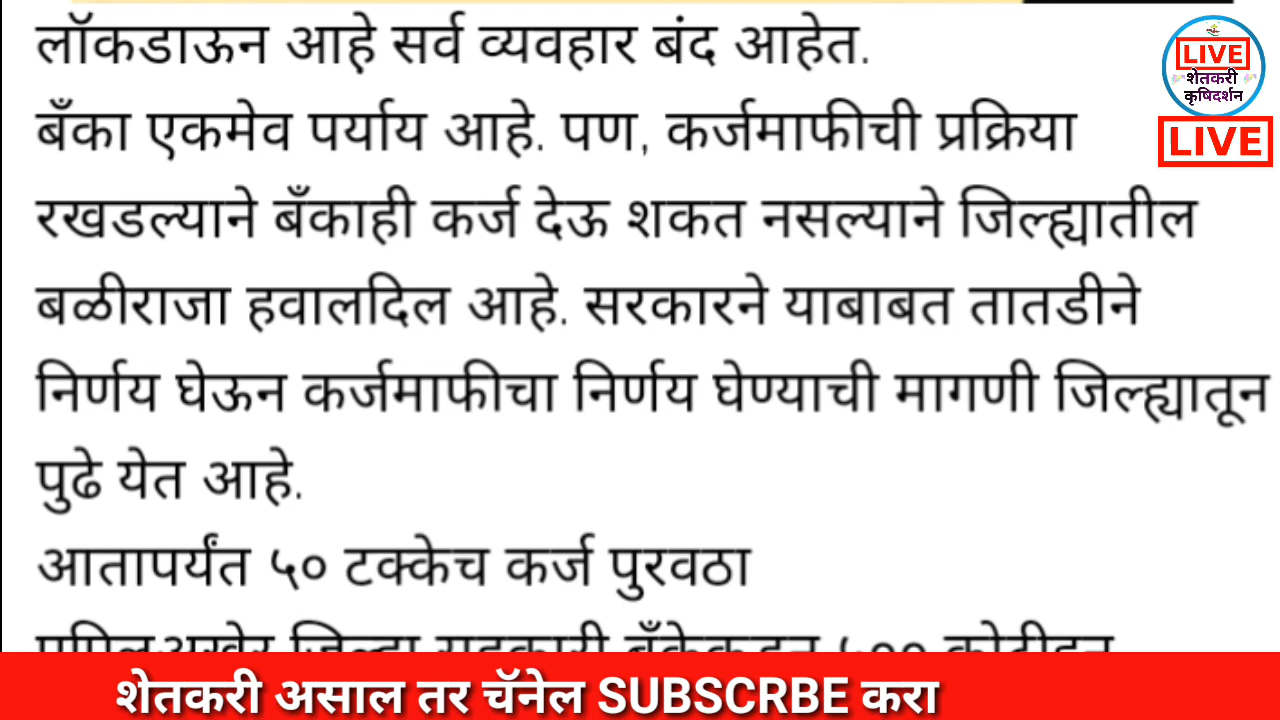 लॉकडाऊन आहे सर्व व्यवहार बंद आहेत.
बँका एकमेव पर्याय आहे. पण, कर्जमाफीची प्रक्रिया
रखडल्याने बँकाही कर्ज देऊ शकत नसल्याने जिल्ह्यातील
बळीराजा हवालदिल आहे. सरकारने याबाबत तातडीने
निर्णय घेऊन कर्जमाफीचा निर्णय घेण्याची मागणी जिल्ह्यातून
पुढे येत आहे.
आतापर्यंत ५० टक्केच कर्ज पुरवठा
LIVE
शेतकरी
कृषिदर्शन
LIVE
शेतकरी असाल तर चॅनेल SUBSCRBE करा